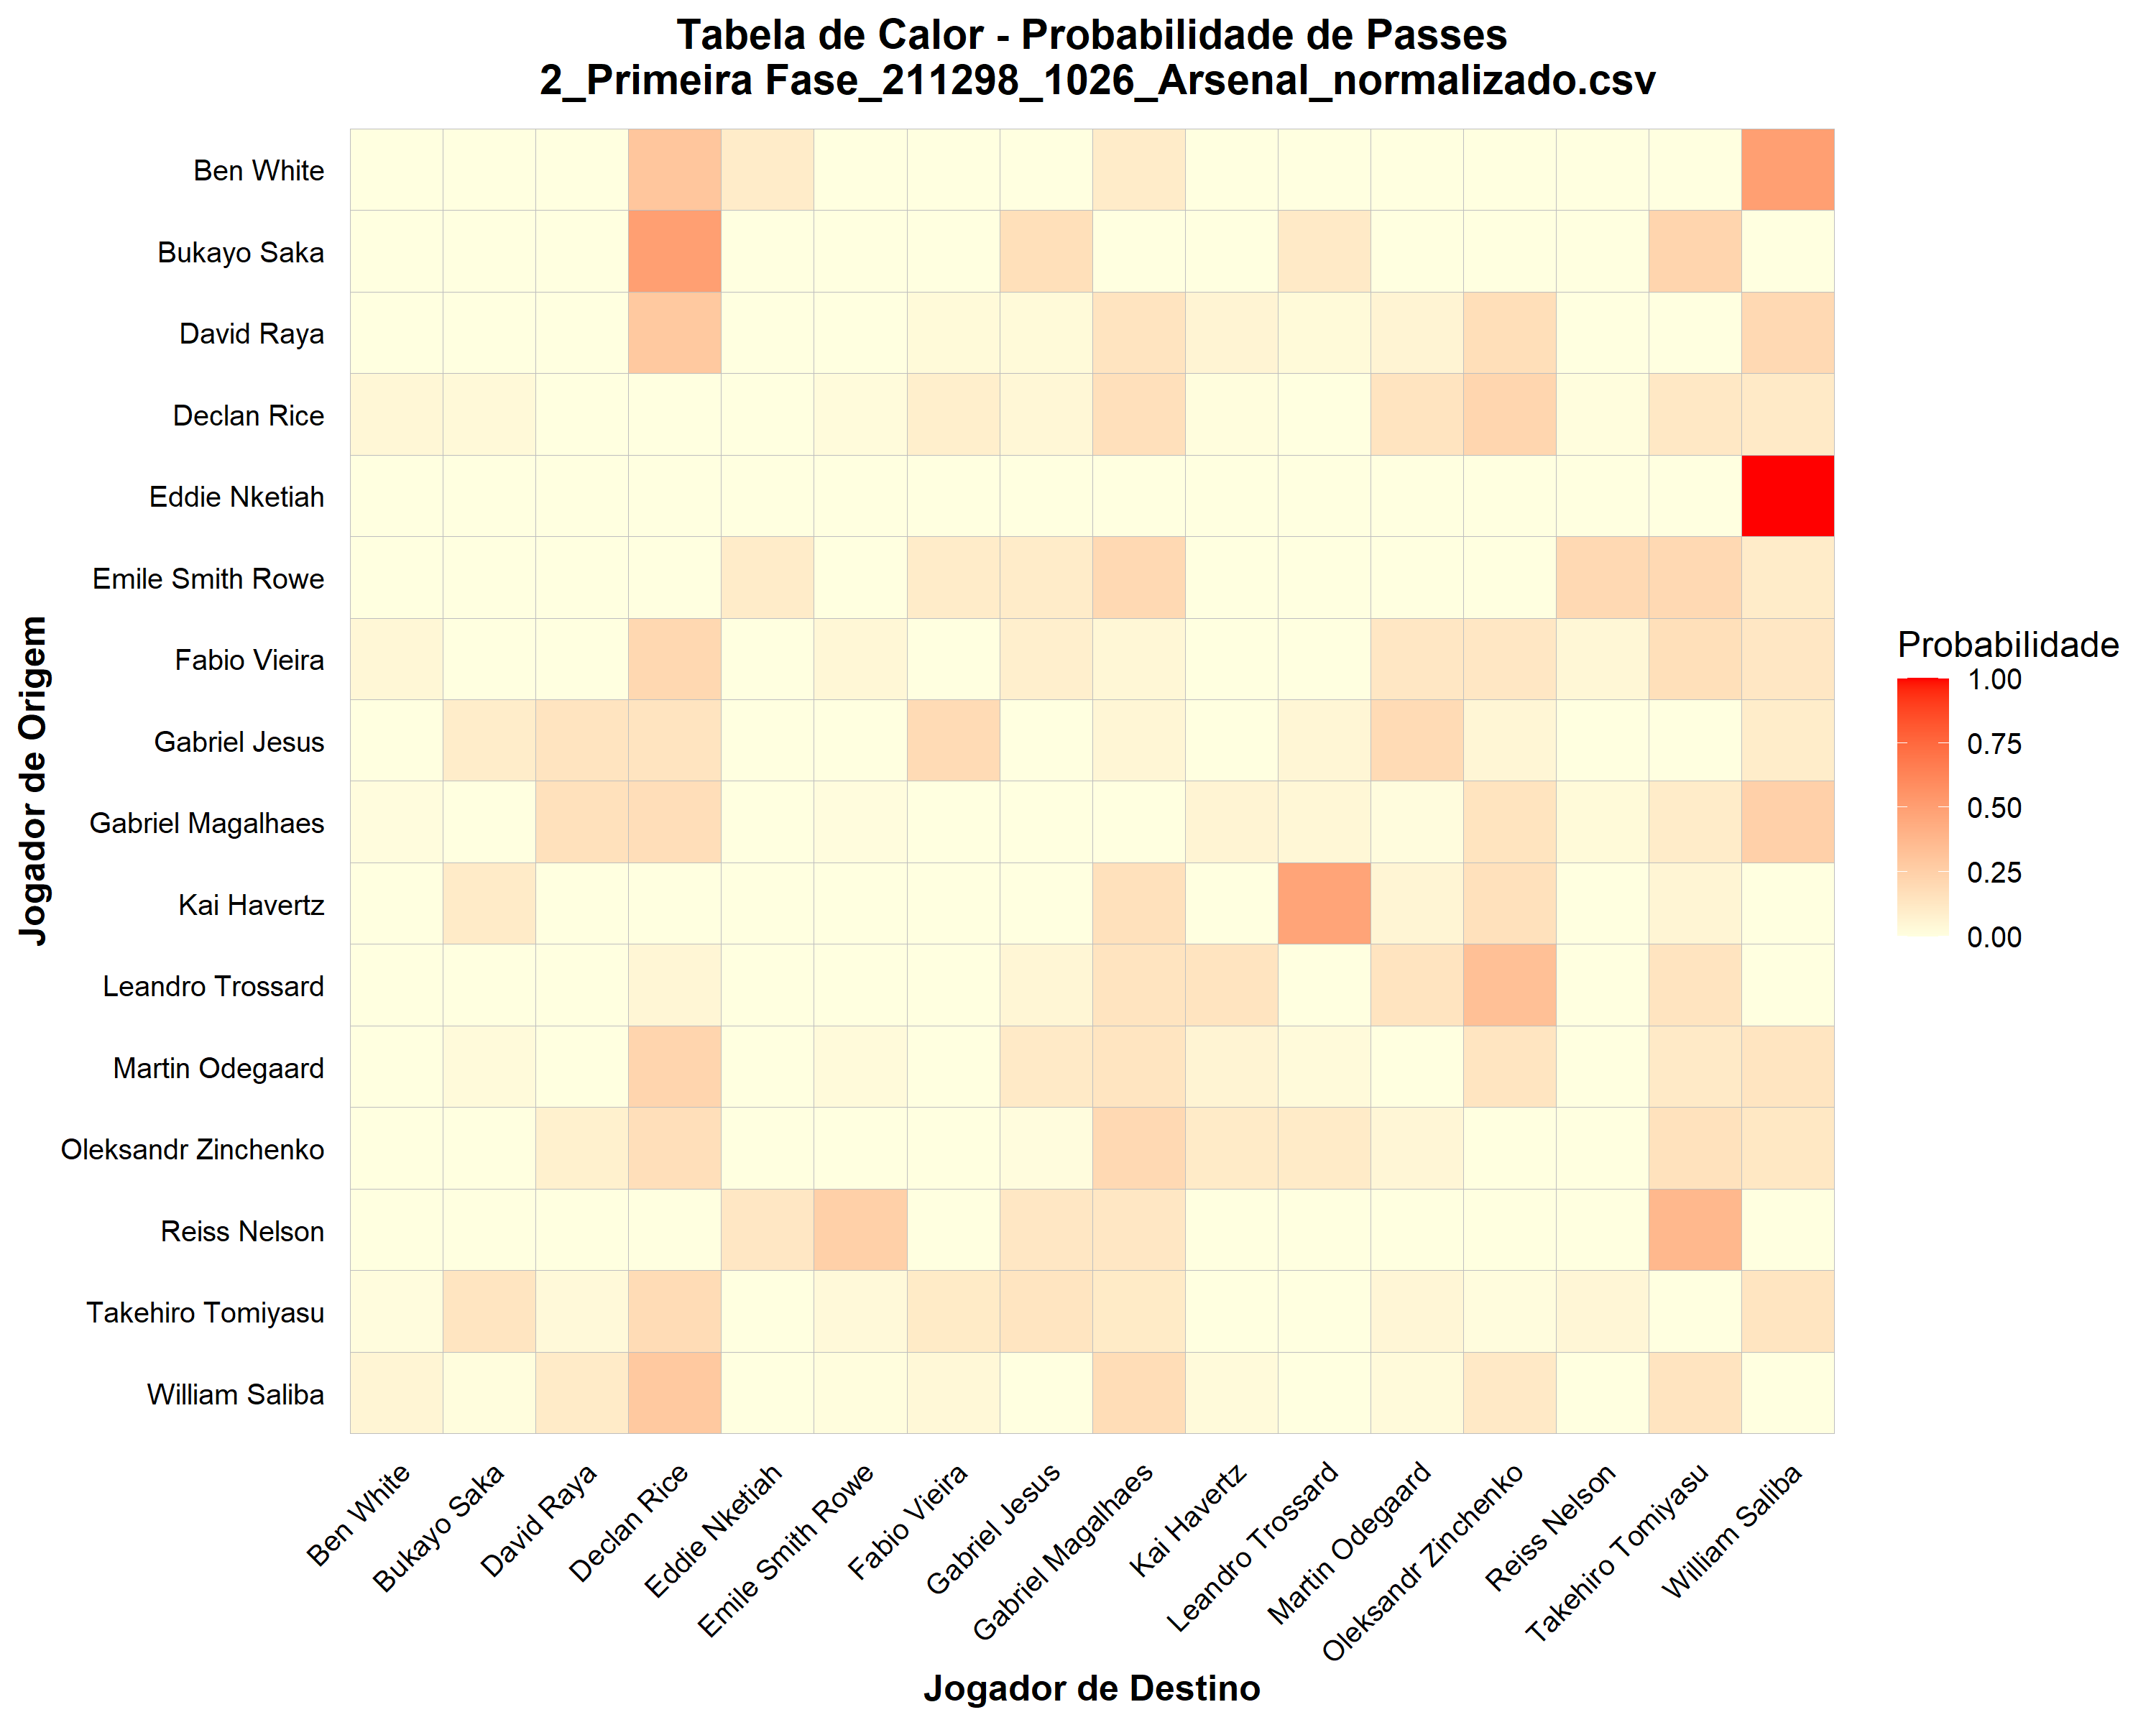 Tabela de Calor - Probabilidade de Passes
2_Primeira Fase_211298_1026_Arsenal_normalizado.csv
Jogador de Origem
Ben White
Bukayo Saka
David Raya
Declan Rice
Eddie Nketiah
Emile Smith Rowe
Fabio Vieira
Gabriel Jesus
Gabriel Magalhaes
Kai Havertz
Leandro Trossard
Martin Odegaard
Oleksandr Zinchenko
Reiss Nelson
Takehiro Tomiyasu
William Saliba
Ben White
Bukayo Saka
David Raya
Declan Rice
Eddie Nketiah
Emile Smith Rowe
Fabio Vieira
Gabriel Jesus
Gabriel Magalhaes
Kai Havertz
Leandro Trossard
Martin Odegaard
Oleksandr Zinchenko
Reiss Nelson
Takehiro Tomiyasu
William Saliba
Jogador de Destino
Probabilidade
1.00
0.75
0.50
0.25
0.00